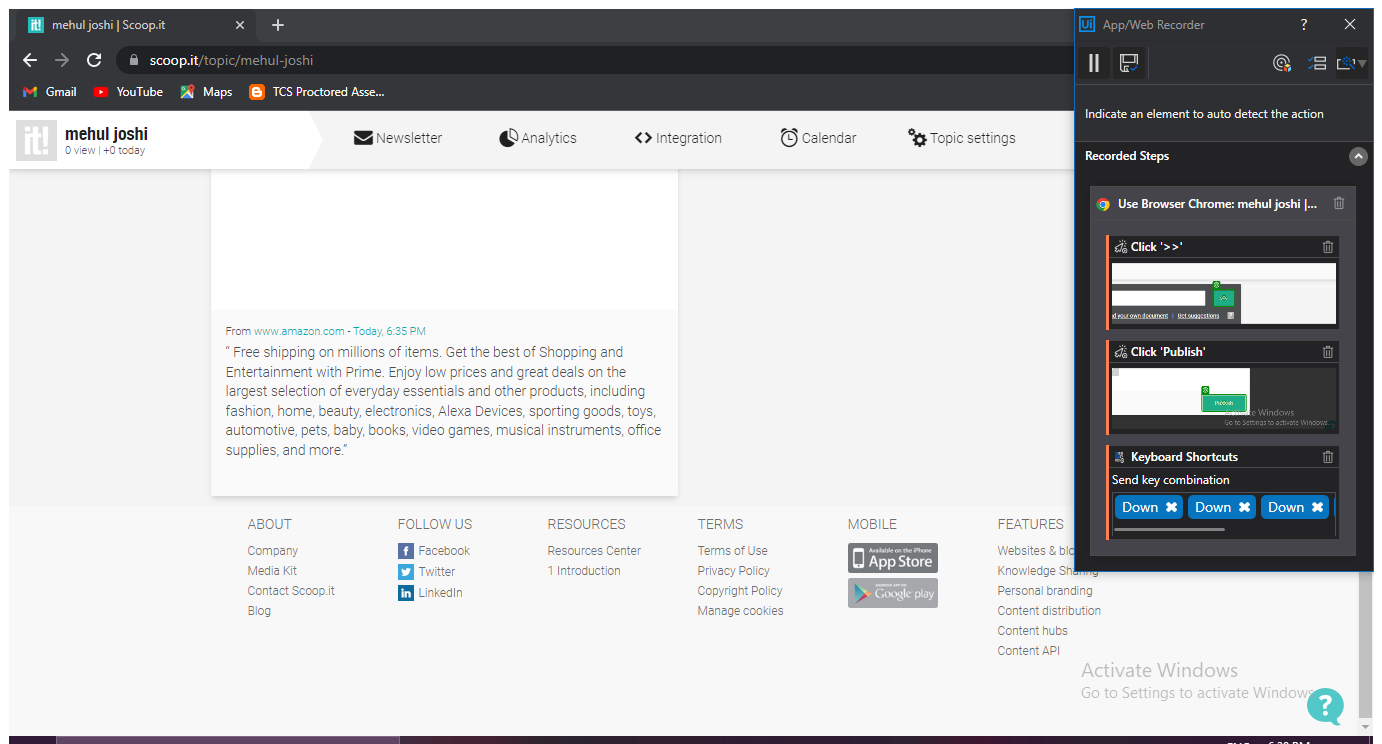 it! mehul joshi | Scoop.it
scoop.it/topic/mehul-joshi
Gmail YouTube Maps TCS Proctored Asse...
it! mehul joshi
0 view | +0 today
Newsletter Analytics Integration Calendar Topic settings
From www.amazon.com - Today, 6:35 PM
“ Free shipping on millions of items. Get the best of Shopping and
Entertainment with Prime. Enjoy low prices and great deals on the
largest selection of everyday essentials and other products, including
fashion, home, beauty, electronics, Alexa Devices, sporting goods, toys,
automotive, pets, baby, books, video games, musical instruments, office
supplies, and more.”
ABOUT
Company
Media Kit
Contact Scoop.it
Blog
FOLLOW US
Facebook
Twitter
LinkedIn
RESOURCES
Resources Center
1 Introduction
TERMS
Terms of Use
Privacy Policy
Copyright Policy
Manage cookies
MOBILE
Available on the iPhone
App Store
ANDROID APP ON
Google play
FEATURES
Websites & blo
Knowledge Sharing
Personal branding
Content distribution
Content hubs
Content API
Ui App/Web Recorder ?
Indicate an element to auto detect the action
Recorded Steps
Use Browser Chrome: mehul joshi |...
Click '>>'
d your own document | Get suggestions
Click 'Publish'
Publish
Activate Windows
Go to Settings to activate Windows.
Keyboard Shortcuts
Send key combination
Down Down Down
Activate Windows
Go to Settings to activate Windows.
?